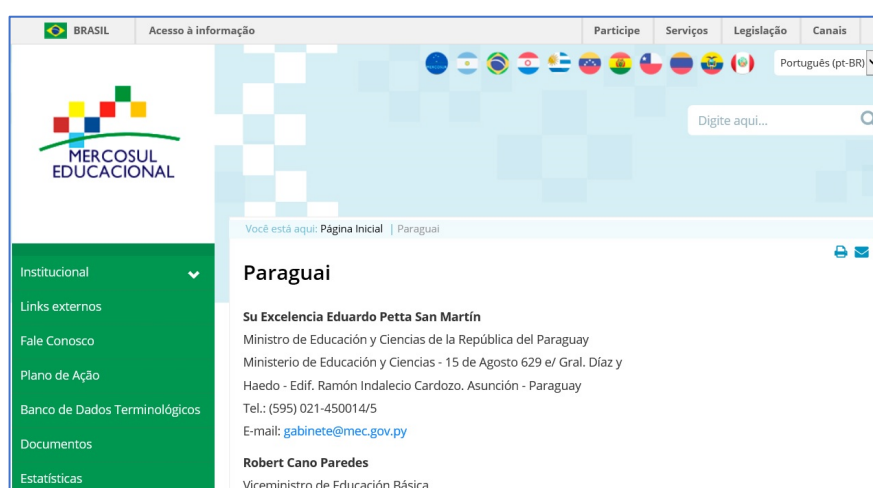 BRASIL Acesso à informação Participe Serviços Legislação Canais
Português (pt-BR)
Digite aqui...
MERCOSUL
EDUCACIONAL
Você está aqui: Página Inicial | Paraguai
Institucional
Links externos
Fale Conosco
Plano de Ação
Banco de Dados Terminológicos
Documentos
Estatísticas
Paraguai
Su Excelencia Eduardo Petta San Martín
Ministro de Educación y Ciencias de la República del Paraguay
Ministerio de Educación y Ciencias - 15 de Agosto 629 e/ Gral. Díaz y
Haedo - Edif. Ramón Indalecio Cardozo. Asunción - Paraguay
Tel.: (595) 021-450014/5
E-mail: gabinete@mec.gov.py
Robert Cano Paredes
Viceministro de Educación Básica